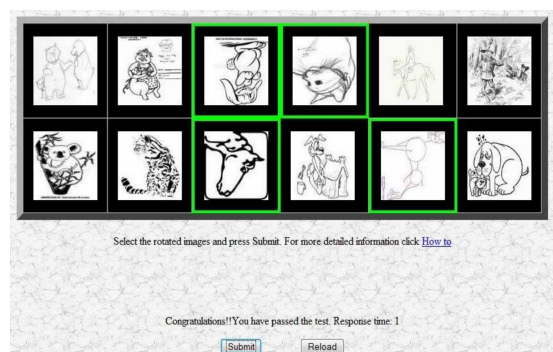 Select the rotated images and press Submit. For more detailed information click How to
Congratulations!!You have passed the test. Response time: 1
Submit
Reload